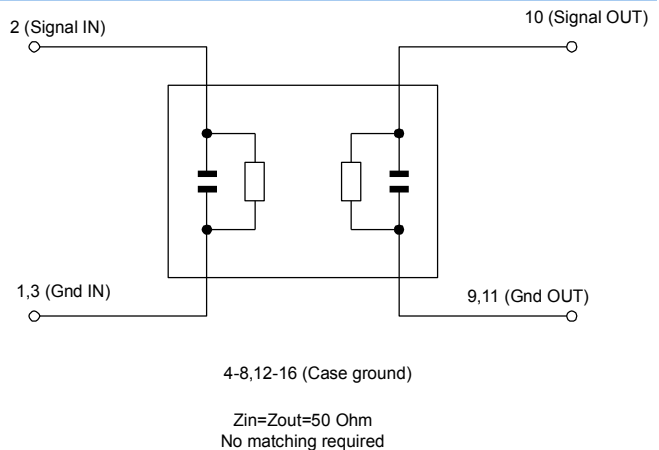 2 (Signal IN)
10 (Signal OUT)
1,3 (Gnd IN)
9,11 (Gnd OUT)
4-8,12-16 (Case ground)
Zin=Zout=50 Ohm
No matching required